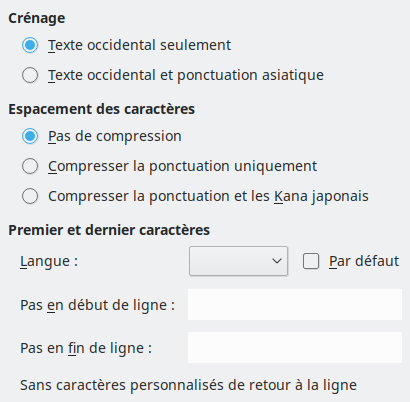 Crénage
Texte occidental seulement
Texte occidental et ponctuation asiatique
Espacement des caractères
Pas de compression
Compresser la ponctuation uniquement
Compresser la ponctuation et les Kana japonais
Premier et dernier caractères
Langue : Par défaut
Pas en début de ligne :
Pas en fin de ligne :
Sans caractères personnalisés de retour à la ligne